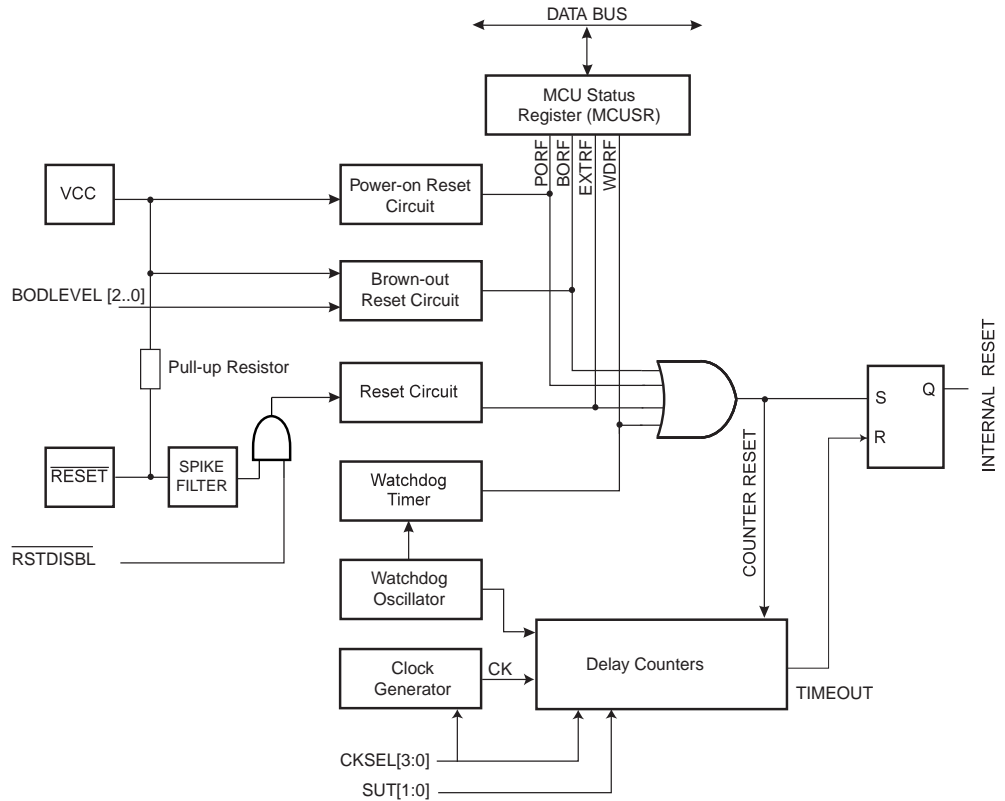 DATA BUS
MCU Status
Register (MCUSR)
PORF
BORF
EXTRF
WDRF
VCC
Power-on Reset
Circuit
Brown-out
Reset Circuit
BODLEVEL [2..0]
Pull-up Resistor
Reset Circuit
S
Q
R
INTERNAL RESET
RESET
SPIKE
FILTER
Watchdog
Timer
COUNTER RESET
RSTDISBL
Watchdog
Oscillator
Clock
Generator
CK
Delay Counters
TIMEOUT
CKSEL[3:0]
SUT[1:0]